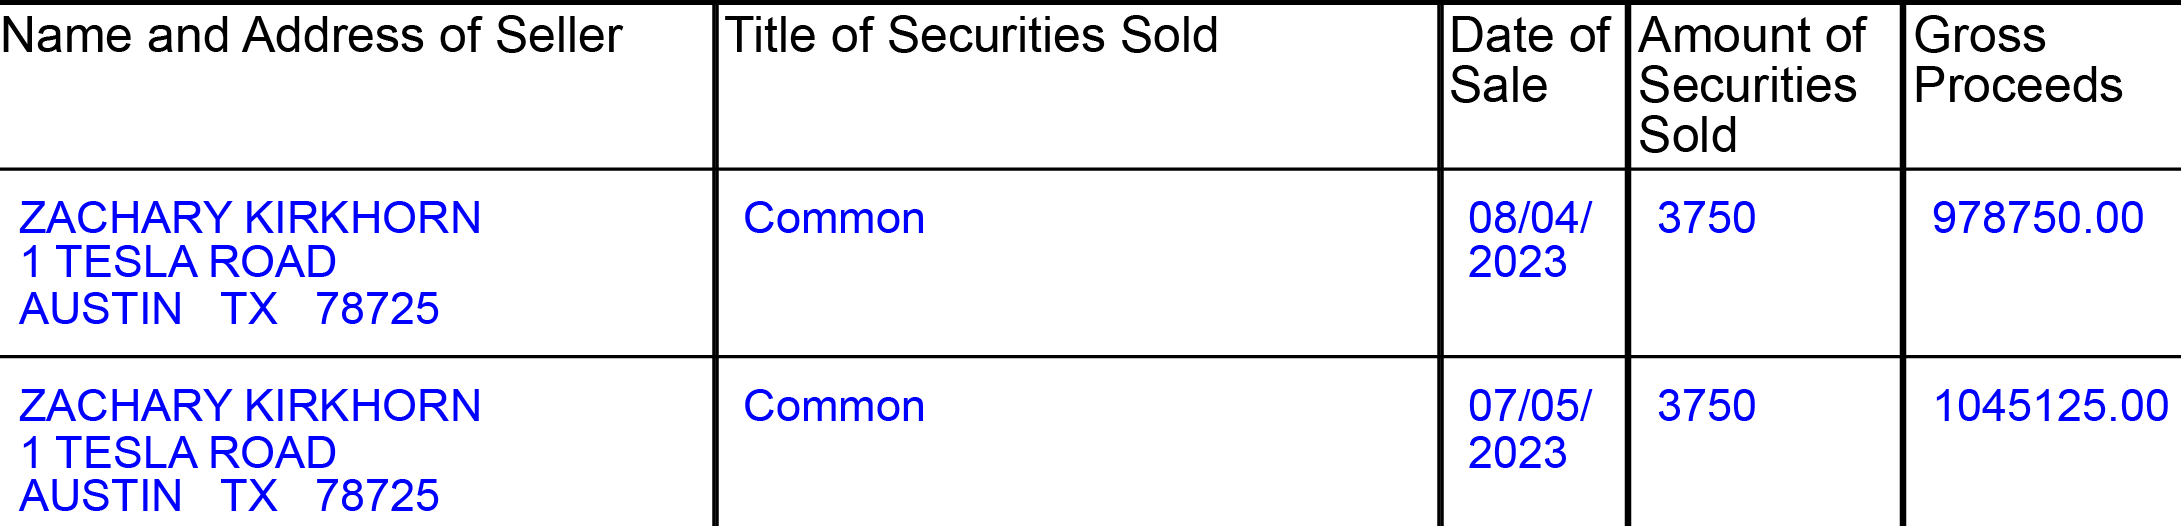 Name and Address of Seller
Title of Securities Sold
Date of
Sale
Amount of
Securities
Sold
Gross
Proceeds
ZACHARY KIRKHORN
1 TESLA ROAD
AUSTIN TX 78725
Common
08/04/
2023
3750
978750.00
ZACHARY KIRKHORN
1 TESLA ROAD
AUSTIN TX 78725
Common
07/05/
2023
3750
1045125.00